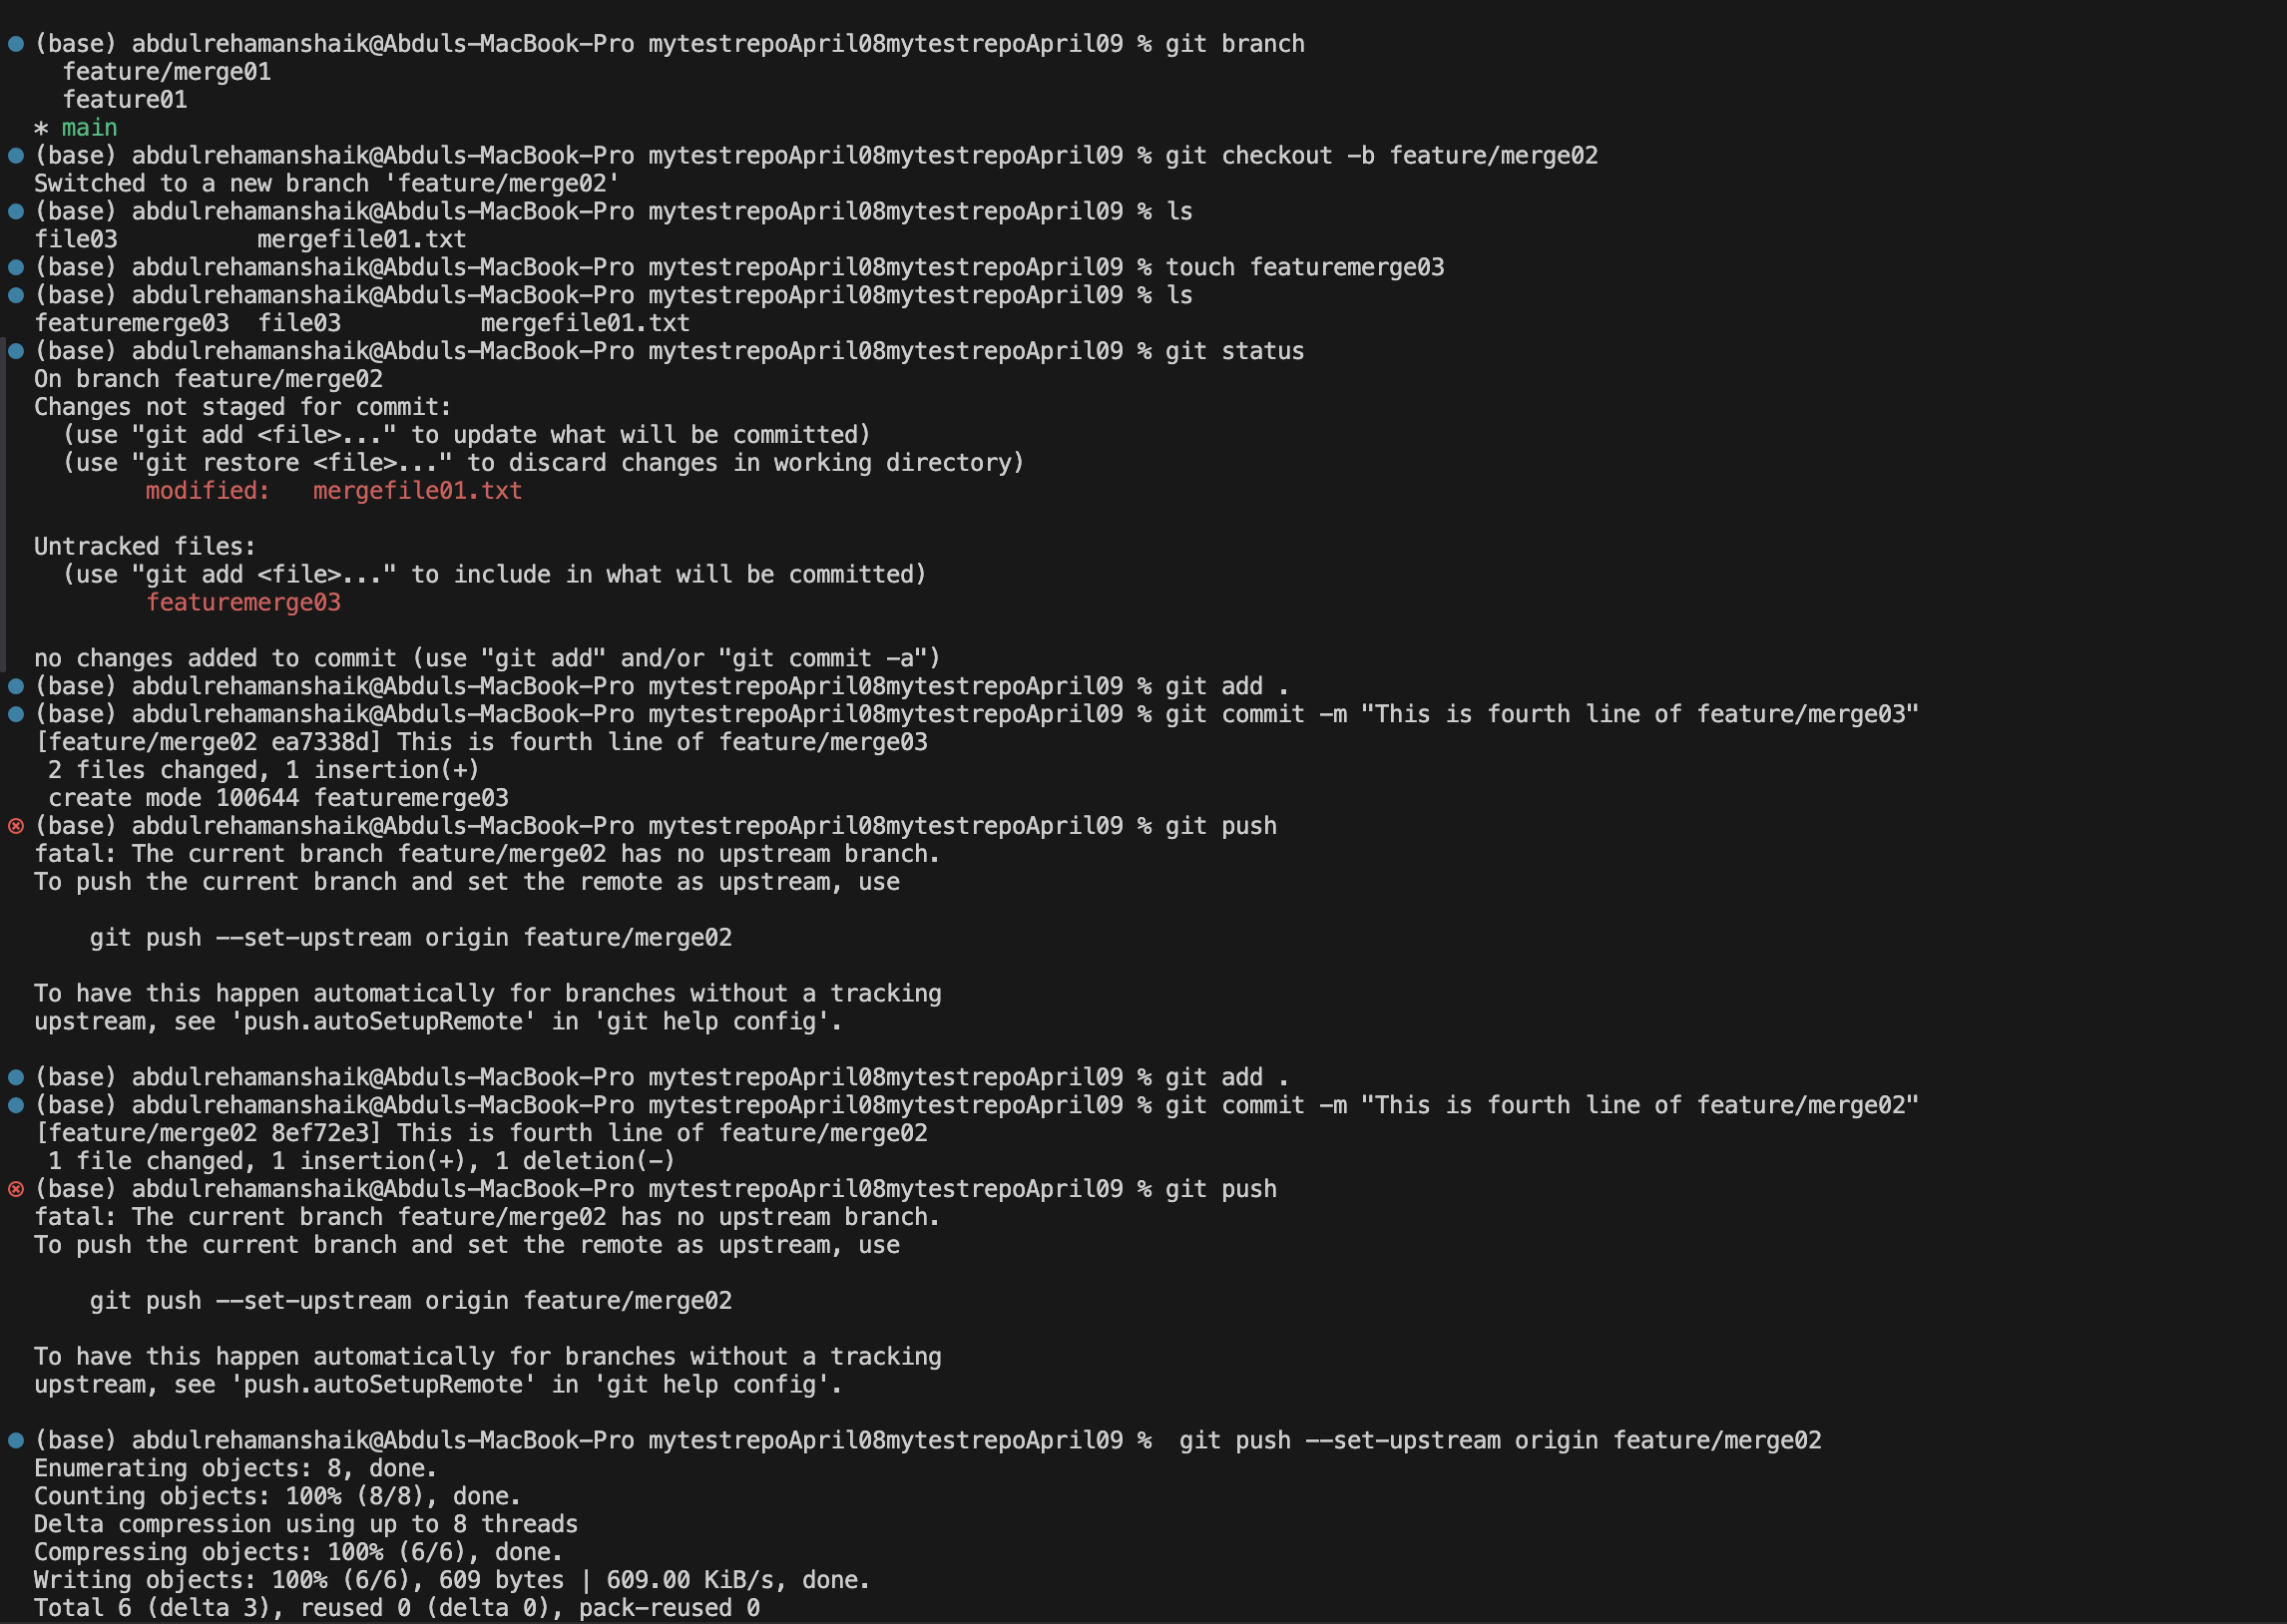 (base) abdulrehamanshaik@Abduls-MacBook-Pro mytestrepoApril08mytestrepoApril09 % git branch
  feature/merge01
  feature01
* main
(base) abdulrehamanshaik@Abduls-MacBook-Pro mytestrepoApril08mytestrepoApril09 % git checkout -b feature/merge02
Switched to a new branch 'feature/merge02'
(base) abdulrehamanshaik@Abduls-MacBook-Pro mytestrepoApril08mytestrepoApril09 % ls
file03          mergefile01.txt
(base) abdulrehamanshaik@Abduls-MacBook-Pro mytestrepoApril08mytestrepoApril09 % touch featuremerge03
(base) abdulrehamanshaik@Abduls-MacBook-Pro mytestrepoApril08mytestrepoApril09 % ls
featuremerge03  file03          mergefile01.txt
(base) abdulrehamanshaik@Abduls-MacBook-Pro mytestrepoApril08mytestrepoApril09 % git status
On branch feature/merge02
Changes not staged for commit:
  (use "git add <file>..." to update what will be committed)
  (use "git restore <file>..." to discard changes in working directory)
        modified:   mergefile01.txt

Untracked files:
  (use "git add <file>..." to include in what will be committed)
        featuremerge03

no changes added to commit (use "git add" and/or "git commit -a")
(base) abdulrehamanshaik@Abduls-MacBook-Pro mytestrepoApril08mytestrepoApril09 % git add .
(base) abdulrehamanshaik@Abduls-MacBook-Pro mytestrepoApril08mytestrepoApril09 % git commit -m "This is fourth line of feature/merge03"
[feature/merge02 ea7338d] This is fourth line of feature/merge03
 2 files changed, 1 insertion(+)
 create mode 100644 featuremerge03
(base) abdulrehamanshaik@Abduls-MacBook-Pro mytestrepoApril08mytestrepoApril09 % git push
fatal: The current branch feature/merge02 has no upstream branch.
To push the current branch and set the remote as upstream, use

    git push --set-upstream origin feature/merge02

To have this happen automatically for branches without a tracking
upstream, see 'push.autoSetupRemote' in 'git help config'.

(base) abdulrehamanshaik@Abduls-MacBook-Pro mytestrepoApril08mytestrepoApril09 % git add .
(base) abdulrehamanshaik@Abduls-MacBook-Pro mytestrepoApril08mytestrepoApril09 % git commit -m "This is fourth line of feature/merge02"
[feature/merge02 8ef72e3] This is fourth line of feature/merge02
 1 file changed, 1 insertion(+), 1 deletion(-)
(base) abdulrehamanshaik@Abduls-MacBook-Pro mytestrepoApril08mytestrepoApril09 % git push
fatal: The current branch feature/merge02 has no upstream branch.
To push the current branch and set the remote as upstream, use

    git push --set-upstream origin feature/merge02

To have this happen automatically for branches without a tracking
upstream, see 'push.autoSetupRemote' in 'git help config'.

(base) abdulrehamanshaik@Abduls-MacBook-Pro mytestrepoApril08mytestrepoApril09 %  git push --set-upstream origin feature/merge02
Enumerating objects: 8, done.
Counting objects: 100% (8/8), done.
Delta compression using up to 8 threads
Compressing objects: 100% (6/6), done.
Writing objects: 100% (6/6), 609 bytes | 609.00 KiB/s, done.
Total 6 (delta 3), reused 0 (delta 0), pack-reused 0